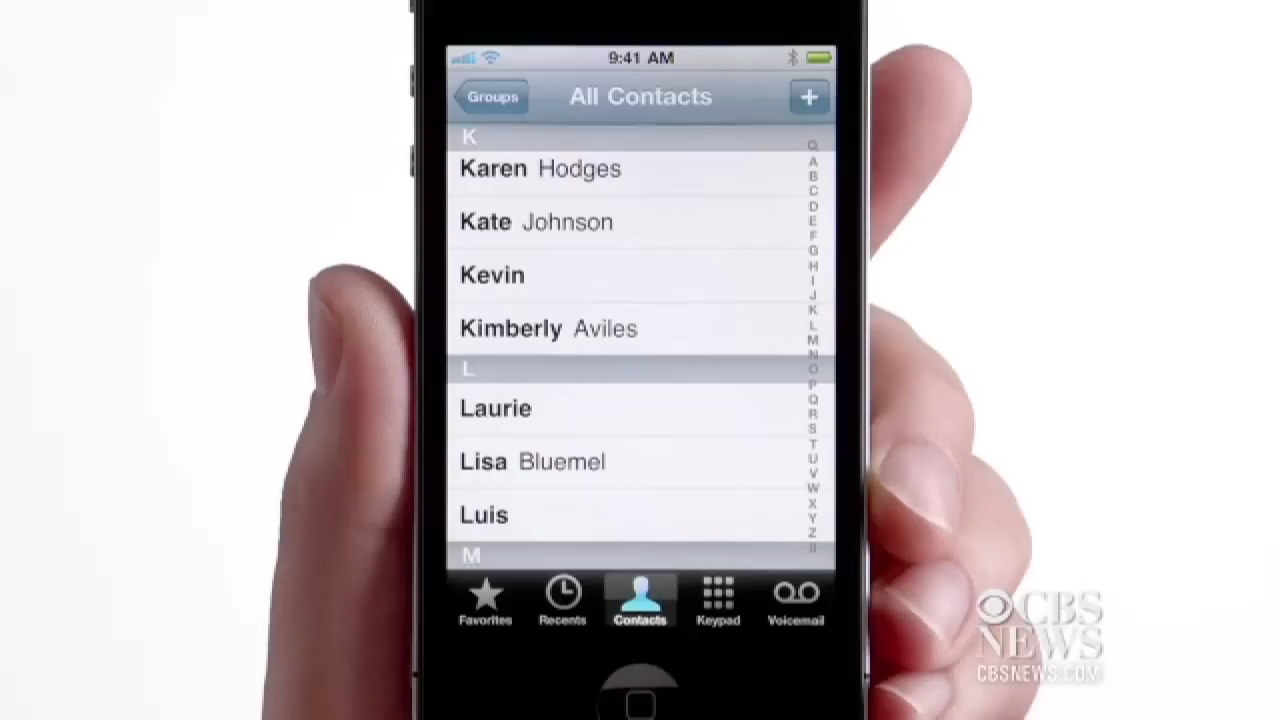 9:41 AM
Groups
All Contacts
+
K
Karen Hodges
Kate Johnson
Kevin
Kimberly Aviles
L
Laurie
Lisa Bluemel
Luis
M
A
B
C
D
E
F
G
H
I
J
K
L
M
N
O
P
Q
R
S
T
U
V
W
X
Y
Z
Favorites Recents Contacts Keypad Voicemail
CBS
NEWS
CBSNEWS.COM